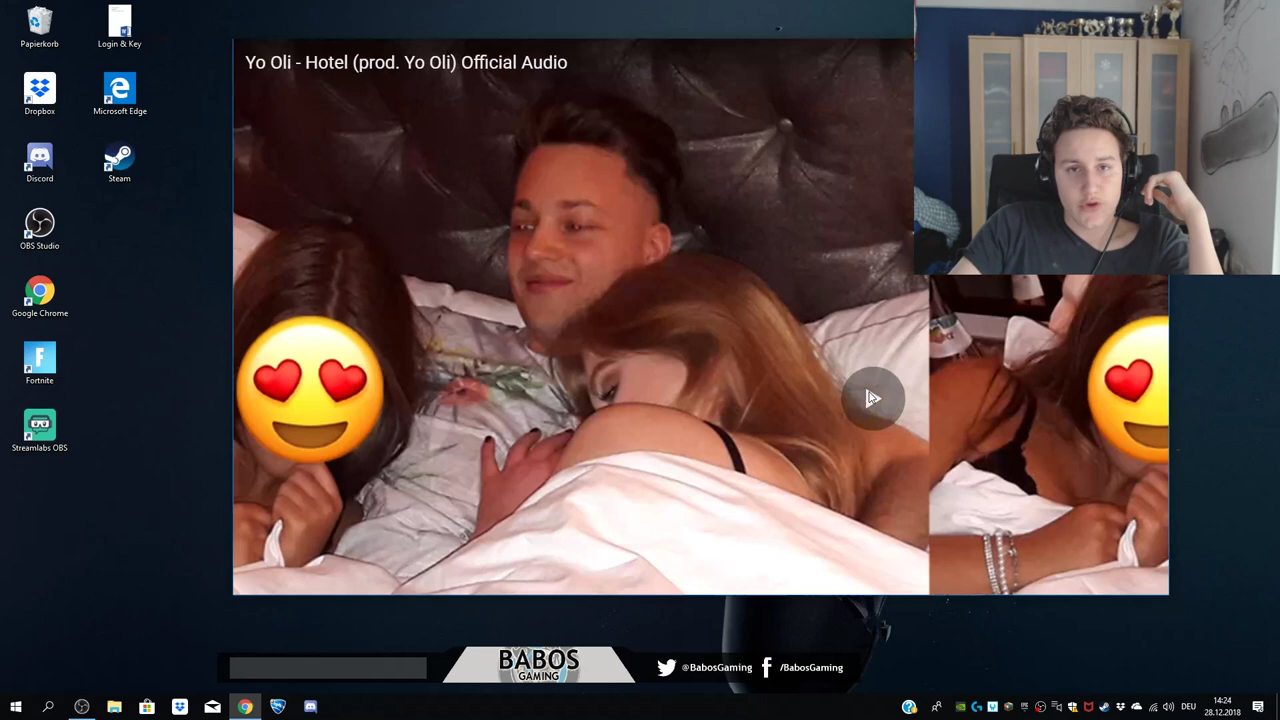 Yo Oli - Hotel (prod. Yo Oli) Official Audio
Papierkorb
Login & Key
Dropbox
Microsoft Edge
Discord
Steam
OBS Studio
Google Chrome
Fortnite
Streamlabs OBS
BABOS
GAMING
@BabosGaming
/BabosGaming
DEU
14:24
28.12.2018